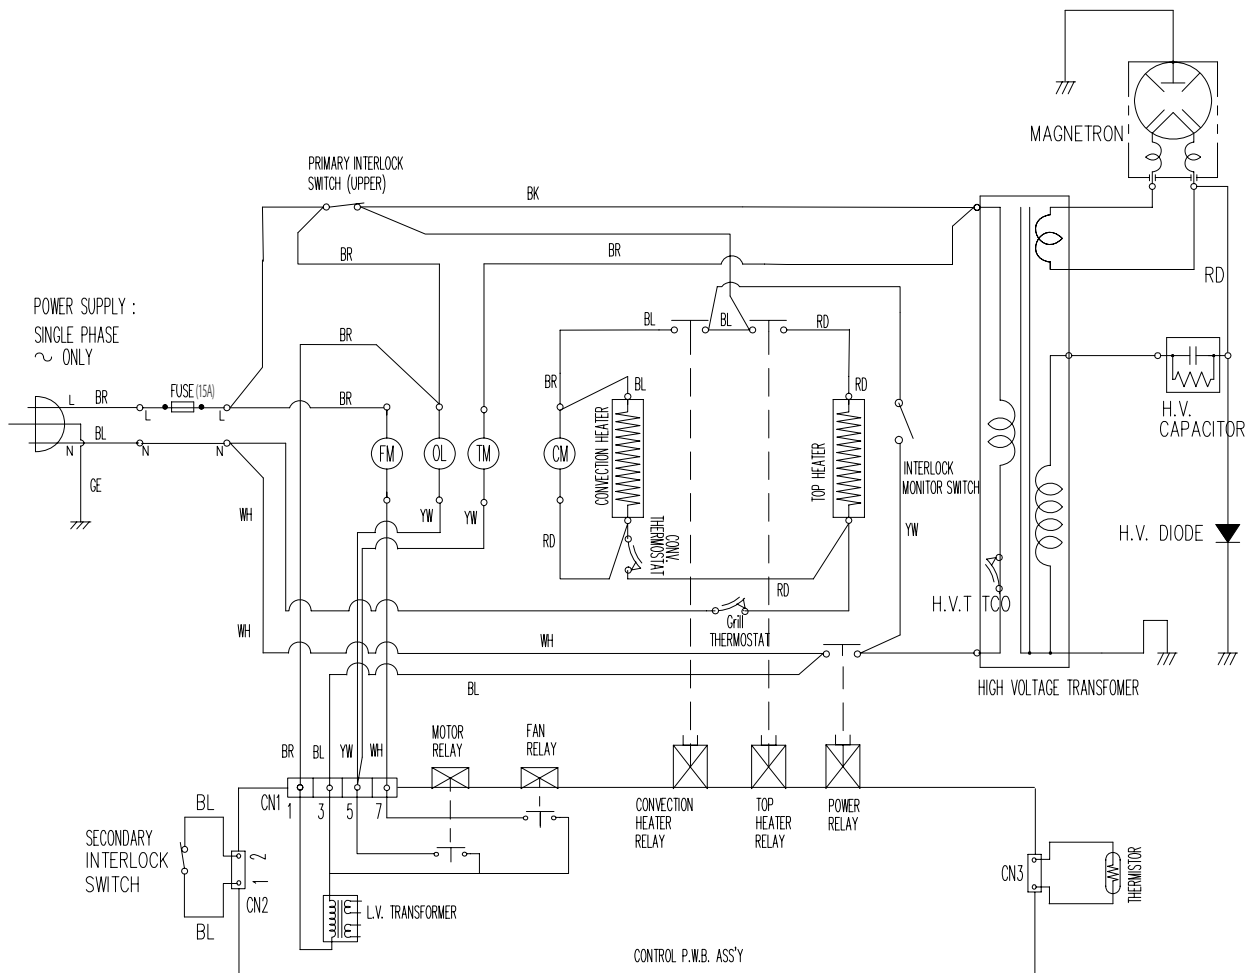 MAGNETRON
PRIMARY INTERLOCK
SWITCH (UPPER)
BK
BR
BR
RD
POWER SUPPLY :
SINGLE PHASE
~ ONLY
BR
BL
BL
RD
FUSE(15A)
L
BR
L
L
BR
BR
BL
RD
H.V.
CAPACITOR
BL
N
N
N
FM
OL
TM
CM
CONVECTION HEATER
TOP HEATER
INTERLOCK
MONITOR SWITCH
GE
WH
YW
YW
RD
CONV.
THERMOSTAT
YW
H.V. DIODE
RD
H.V.T TCO
Grill
THERMOSTAT
WH
WH
BL
HIGH VOLTAGE TRANSFOMER
BR
BL
YW
WH
MOTOR
RELAY
FAN
RELAY
CN1
1
3
5
7
CONVECTION
HEATER
RELAY
TOP
HEATER
RELAY
POWER
RELAY
BL
SECONDARY
INTERLOCK
SWITCH
2
1
CN2
BL
L.V. TRANSFORMER
CN3
THERMISTOR
CONTROL P.W.B. ASS'Y